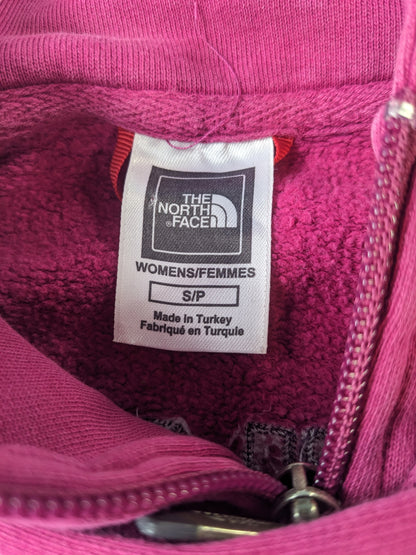 THE
NORTH
FACE
WOMENS/FEMMES
S/P
Made in Turkey
Fabriqué en Turquie